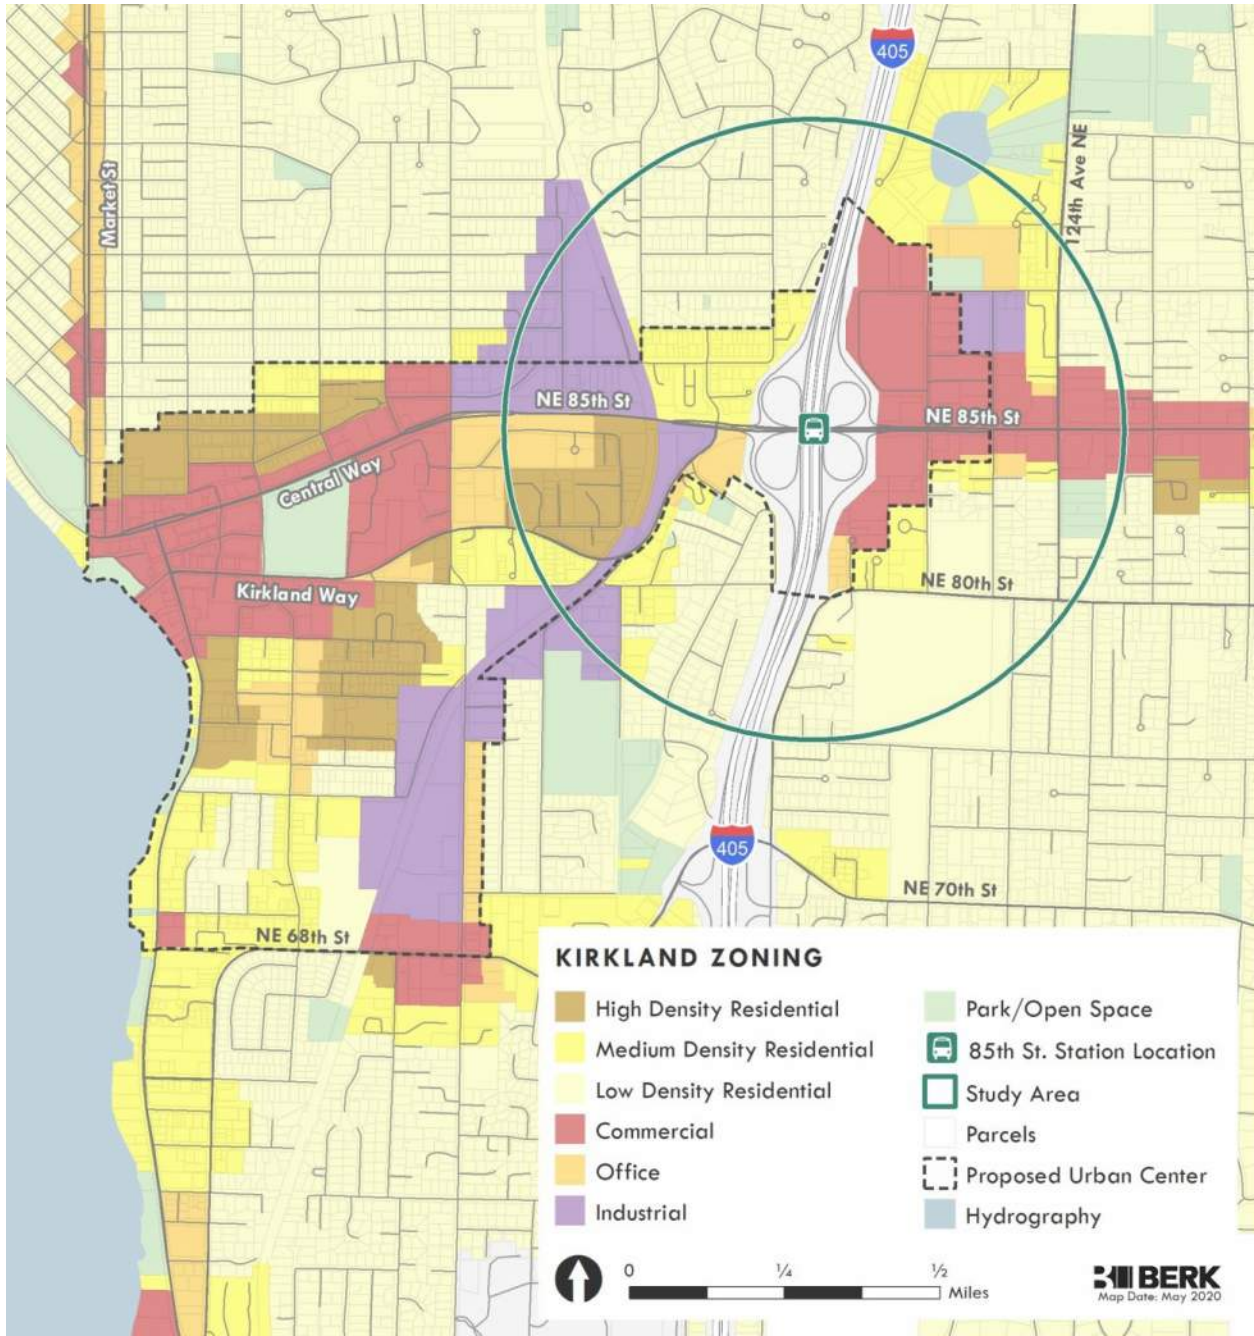 405
Market St
124th Ave NE
NE 85th St
NE 85th St
Central Way
Kirkland Way
NE 80th St
405
NE 70th St
NE 68th St
KIRKLAND ZONING
High Density Residential
Medium Density Residential
Low Density Residential
Commercial
Office
Industrial
Park/Open Space
85th St. Station Location
Study Area
Parcels
Proposed Urban Center
Hydrography
0 ¼ ½
Miles
BERK
Map Date: May 2020